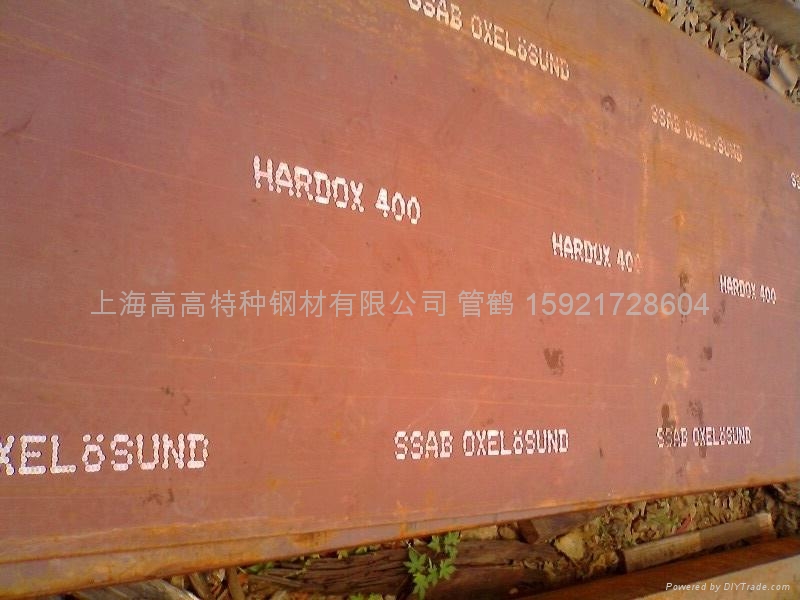 SSAB OXELöSUND
SSAB OXELöSUND
HARDOX 400
HARDOX 400
HARDOX 400
上海高高特种钢材有限公司 管鹤 15921728604
XELöSUND
SSAB OXELöSUND
SSAB OXELöSUND
Powered by DIYTrade.com